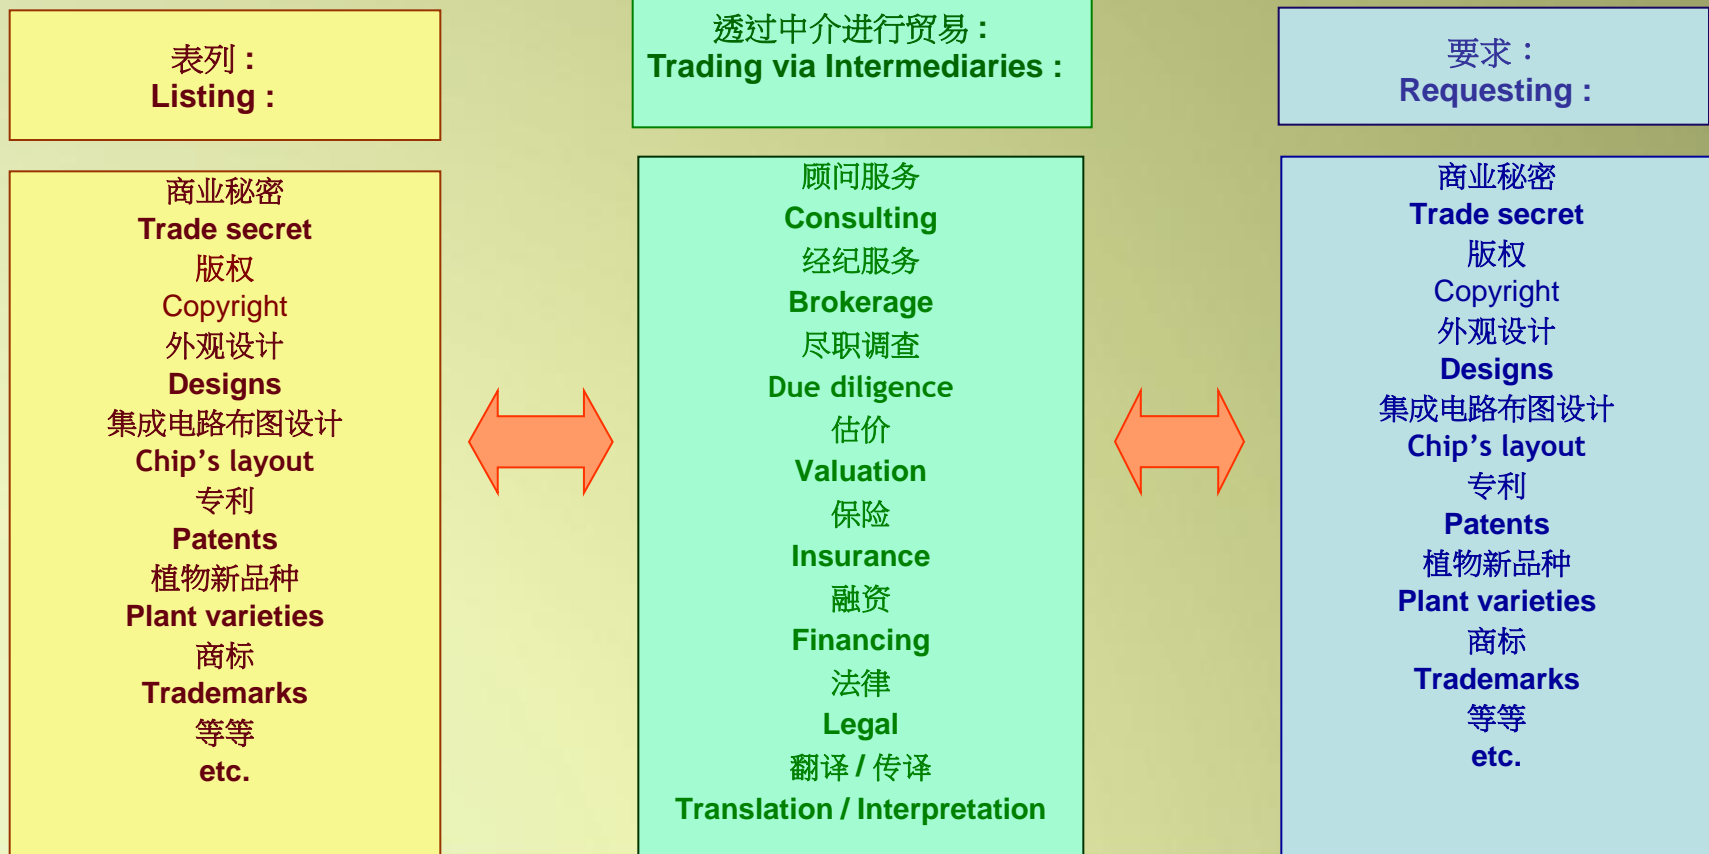 表列 :
Listing :
商业秘密
Trade secret
版权
Copyright
外观设计
Designs
集成电路布图设计
Chip’s layout
专利
Patents
植物新品种
Plant varieties
商标
Trademarks
等等
etc.
透过中介进行贸易 :
Trading via Intermediaries :
顾问服务
Consulting
经纪服务
Brokerage
尽职调查
Due diligence
估价
Valuation
保险
Insurance
融资
Financing
法律
Legal
翻译 / 传译
Translation / Interpretation
要求：
Requesting :
商业秘密
Trade secret
版权
Copyright
外观设计
Designs
集成电路布图设计
Chip’s layout
专利
Patents
植物新品种
Plant varieties
商标
Trademarks
等等
etc.